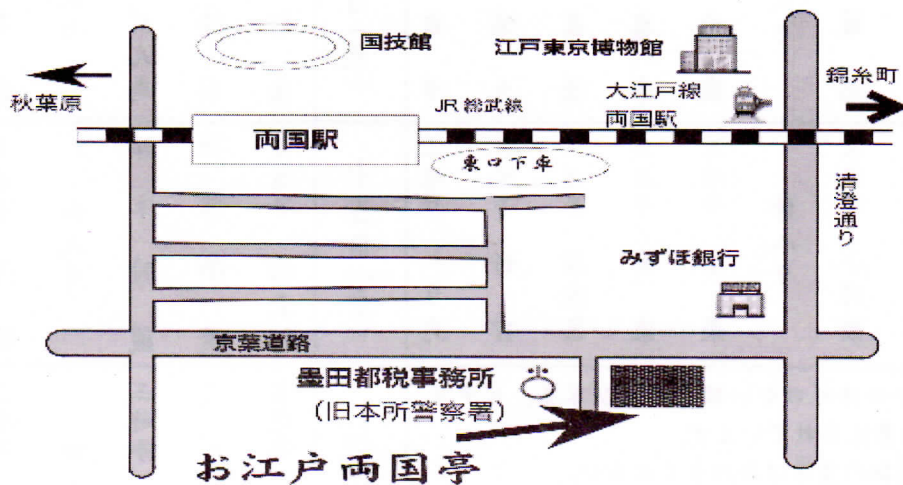 国技館
江戸東京博物館
秋葉原
錦糸町
大江戸線
両国駅
JR 総武線
両国駅
東口下車
清澄通り
みずほ銀行
京葉道路
墨田都税事務所
(旧本所警察署)
お江戸両国亭